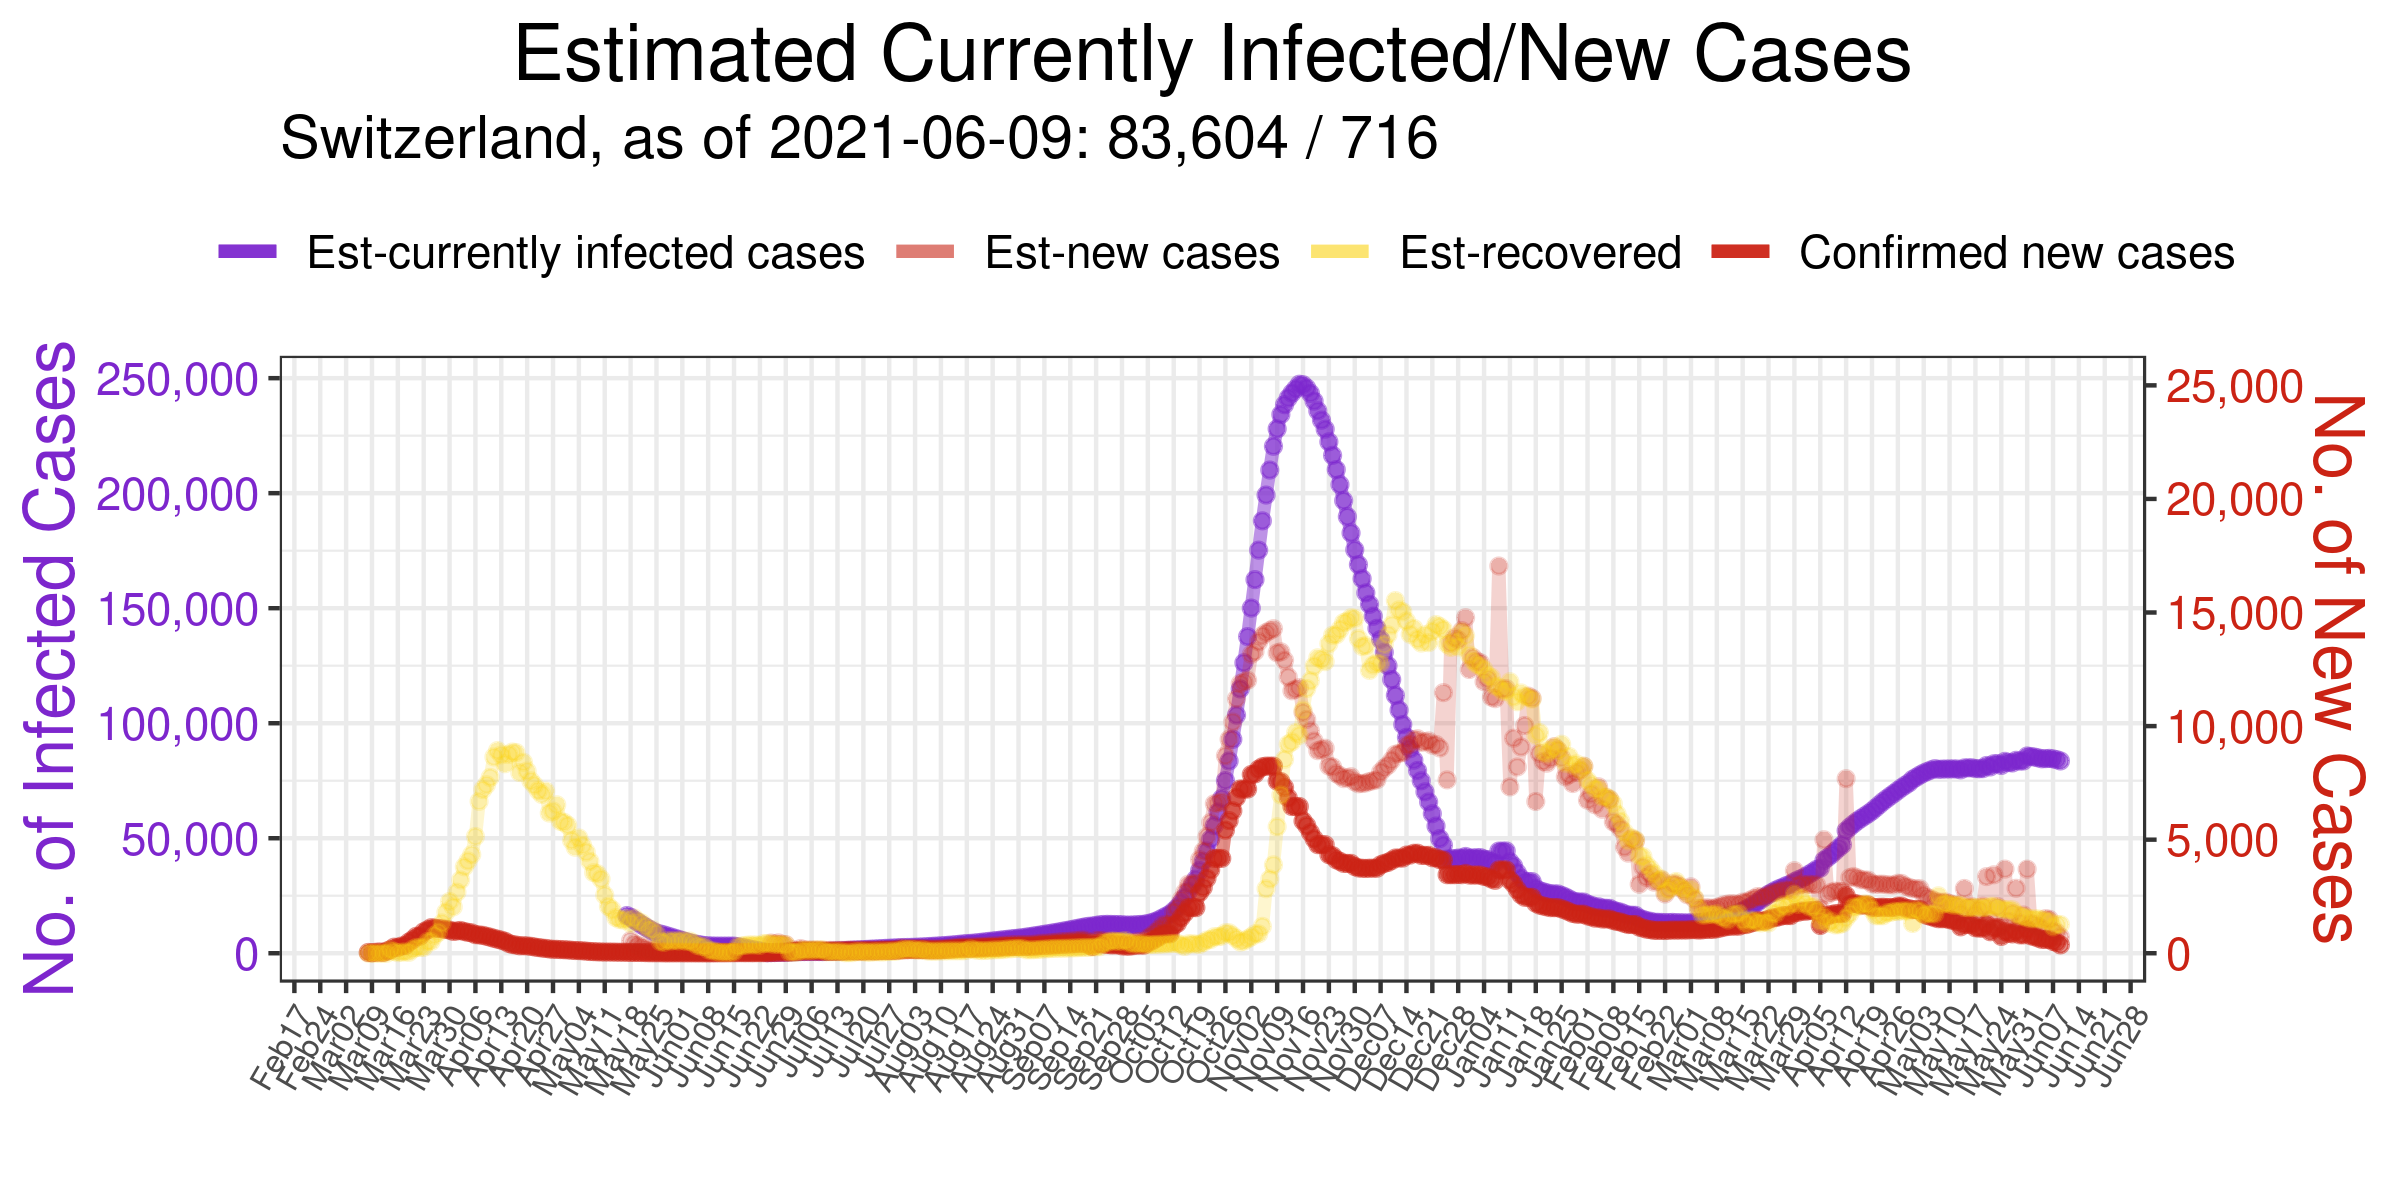 Estimated Currently Infected/New Cases
Switzerland, as of 2021-06-09: 83,604 / 716
Est-currently infected cases Est-new cases Est-recovered Confirmed new cases
No. of Infected Cases
250,000
200,000
150,000
100,000
50,000
0
25,000
20,000
15,000
10,000
5,000
0
No. of New Cases
Feb17
Feb24
Mar02
Mar09
Mar16
Mar23
Mar30
Apr06
Apr13
Apr20
Apr27
May04
May11
May18
May25
Jun01
Jun08
Jun15
Jun22
Jun29
Jul06
Jul13
Jul20
Jul27
Aug03
Aug10
Aug17
Aug24
Aug31
Sep07
Sep14
Sep21
Sep28
Oct05
Oct12
Oct19
Oct26
Nov02
Nov09
Nov16
Nov23
Nov30
Dec07
Dec14
Dec21
Dec28
Jan04
Jan11
Jan18
Jan25
Feb01
Feb08
Feb15
Feb22
Mar01
Mar08
Mar15
Mar22
Mar29
Apr05
Apr12
Apr19
Apr26
May03
May10
May17
May24
May31
Jun07
Jun14
Jun21
Jun28